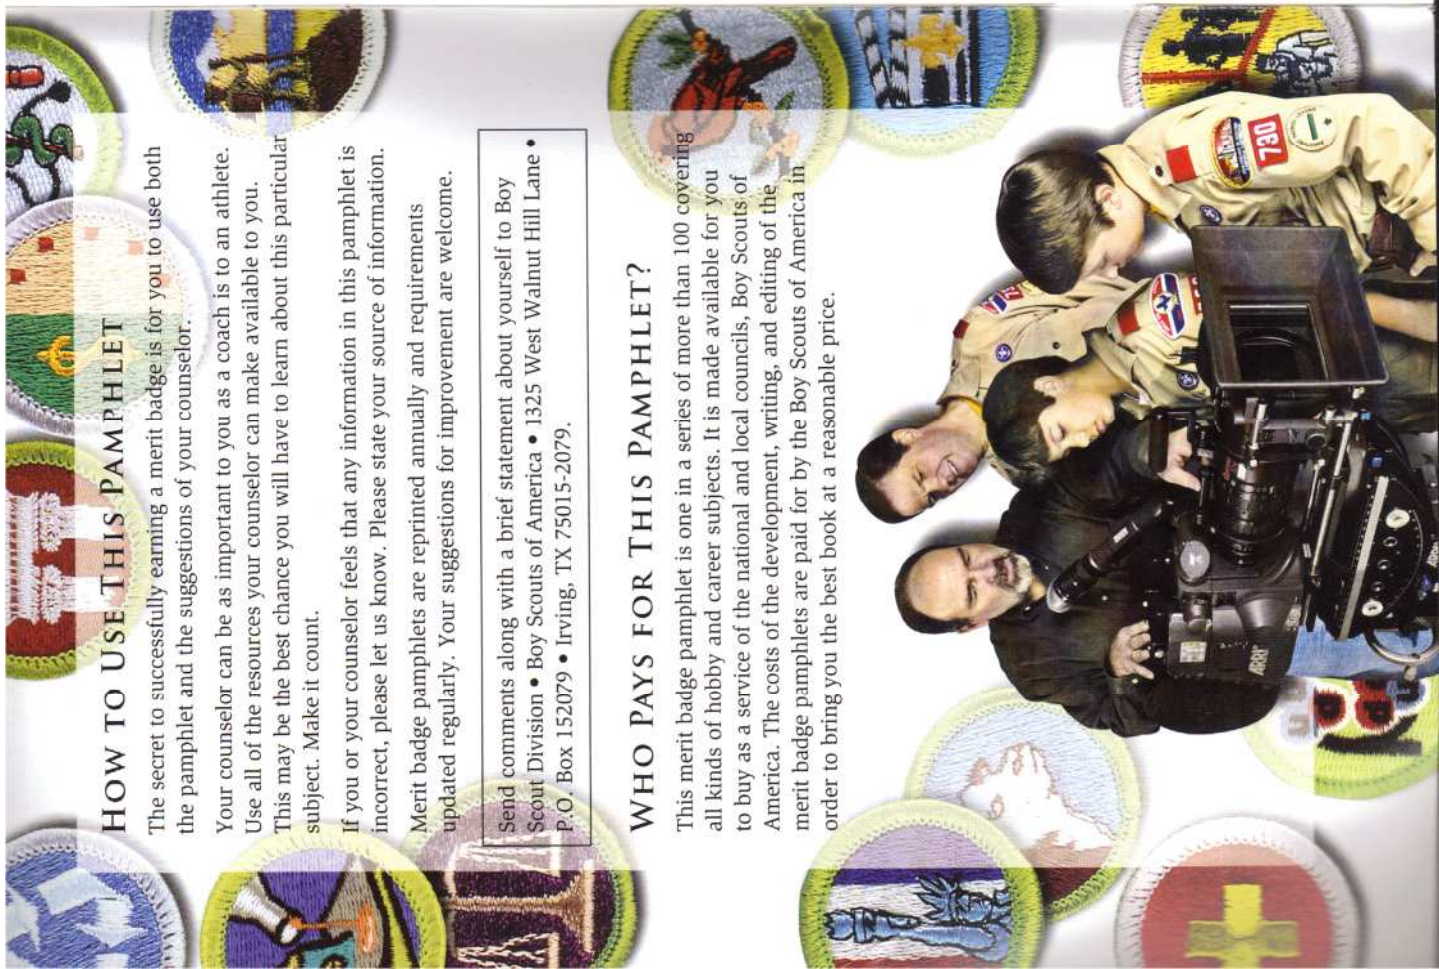 HOW TO USE THIS PAMPHLET
The secret to successfully earning a merit badge is for you to use both
the pamphlet and the suggestions of your counselor.
Your counselor can be as important to you as a coach is to an athlete.
Use all of the resources your counselor can make available to you.
This may be the best chance you will have to learn about this particular
subject. Make it count.
If you or your counselor feels that any information in this pamphlet is
incorrect, please let us know. Please state your source of information.
Merit badge pamphlets are reprinted annually and requirements
updated regularly. Your suggestions for improvement are welcome.
Send comments along with a brief statement about yourself to Boy
Scout Division • Boy Scouts of America • 1325 West Walnut Hill Lane •
P.O. Box 152079 • Irving, TX 75015-2079.
WHO PAYS FOR THIS PAMPHLET?
This merit badge pamphlet is one in a series of more than 100 covering
all kinds of hobby and career subjects. It is made available for you
to buy as a service of the national and local councils, Boy Scouts of
America. The costs of the development, writing, and editing of the
merit badge pamphlets are paid for by the Boy Scouts of America in
order to bring you the best book at a reasonable price.
730
ARRI